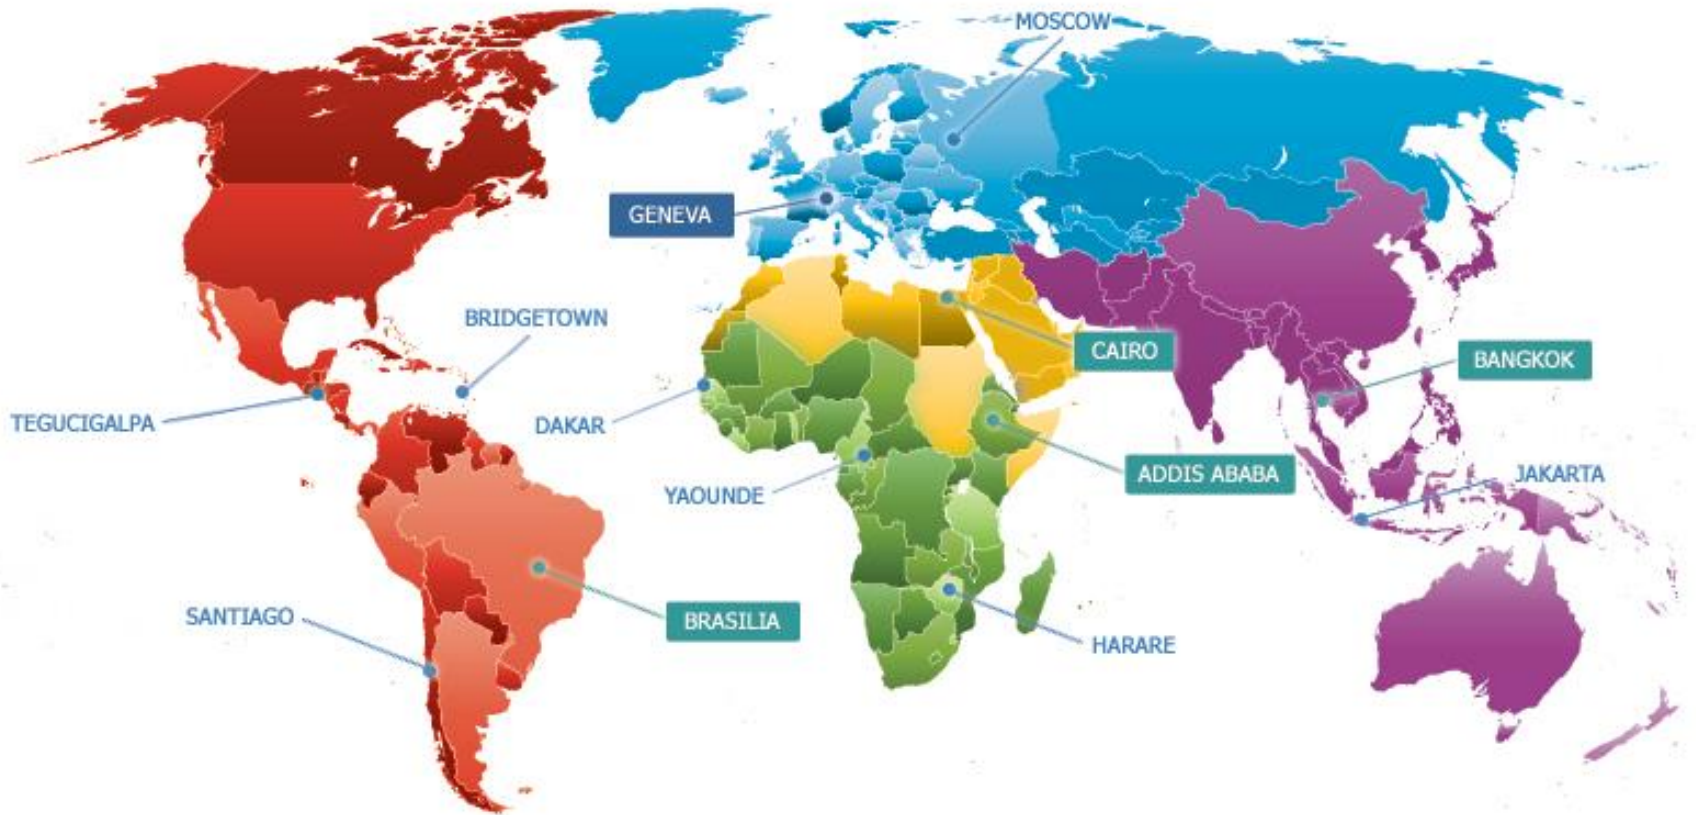 MOSCOW
GENEVA
BRIDGETOWN
CAIRO
BANGKOK
TEGUCIGALPA
DAKAR
ADDIS ABABA
JAKARTA
YAOUNDE
SANTIAGO
BRASILIA
HARARE